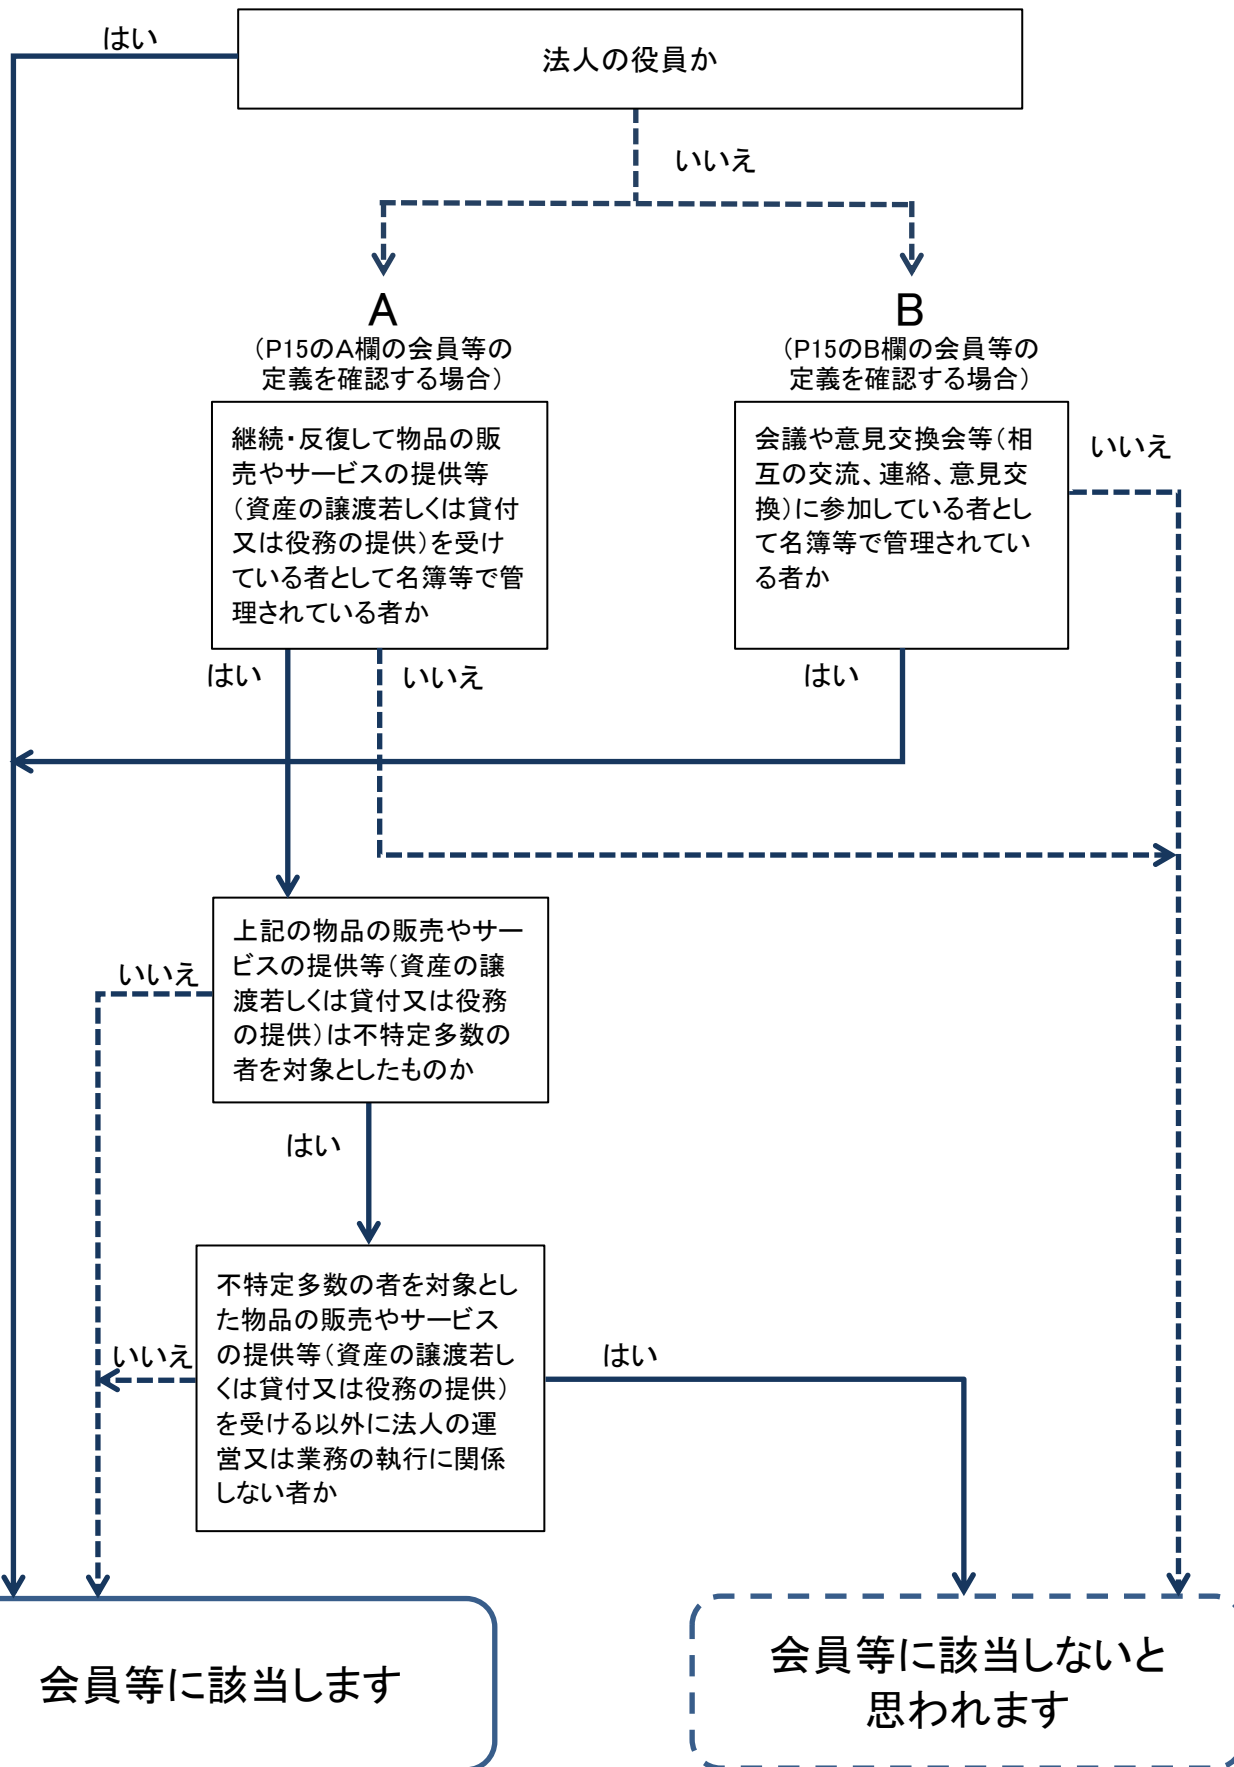 はい
法人の役員か
いいえ
A
（P15のA欄の会員等の
定義を確認する場合）
B
（P15のB欄の会員等の
定義を確認する場合）
継続・反復して物品の販
売やサービスの提供等
（資産の譲渡若しくは貸付
又は役務の提供）を受け
ている者として名簿等で管
理されている者か
会議や意見交換会等（相
互の交流、連絡、意見交
換）に参加している者とし
て名簿等で管理されてい
る者か
いいえ
はい
いいえ
はい
上記の物品の販売やサー
ビスの提供等（資産の譲
渡若しくは貸付又は役務
の提供）は不特定多数の
者を対象としたものか
いいえ
はい
不特定多数の者を対象とし
た物品の販売やサービス
の提供等（資産の譲渡若し
くは貸付又は役務の提供）
を受ける以外に法人の運
営又は業務の執行に関係
しない者か
いいえ
はい
会員等に該当します
会員等に該当しないと
思われます